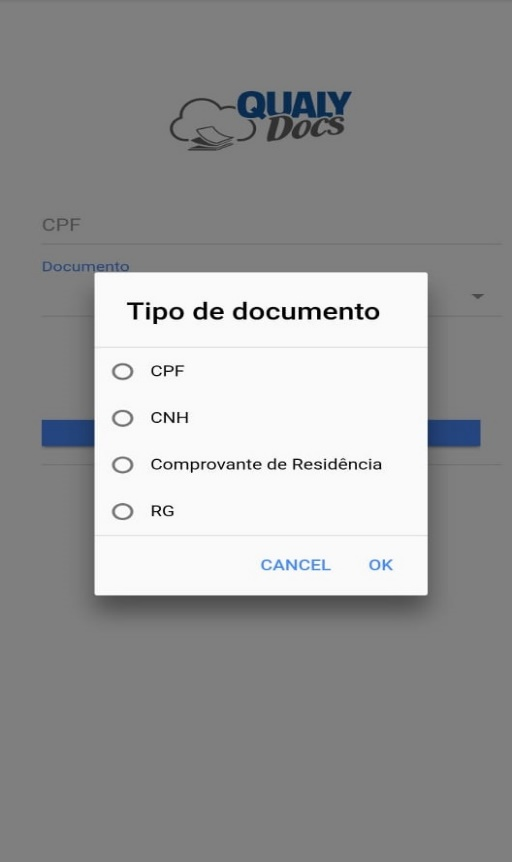 QUALY
Docs
CPF
Documento
Tipo de documento
CPF
CNH
Comprovante de Residência
RG
CANCEL OK